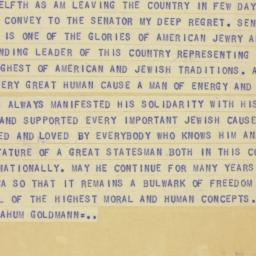 ELFTH AS AM LEAVING THE COUNTRY IN FEW DAY
CONVEY TO THE SENATOR MY DEEP REGRET. SEN
IS ONE OF THE GLORIES OF AMERICAN JEWRY A
NDING LEADER OF THIS COUNTRY REPRESENTING
GHEST OF AMERICAN AND JEWISH TRADITIONS. A
ERY GREAT HUMAN CAUSE A MAN OF ENERGY AND
ALWAYS MANIFESTED HIS SOLIDARITY WITH HIS
AND SUPPORTED EVERY IMPORTANT JEWISH CAUSE
ED AND LOVED BY EVERYBODY WHO KNOWS HIM AN
TATURE OF A GREAT STATESMAN BOTH IN THIS CO
NATIONALLY. MAY HE CONTINUE FOR MANY YEARS
A SO THAT IT REMAINS A BULWARK OF FREEDOM
L OF THE HIGHEST MORAL AND HUMAN CONCEPTS.
AHUM GOLDMANN=..